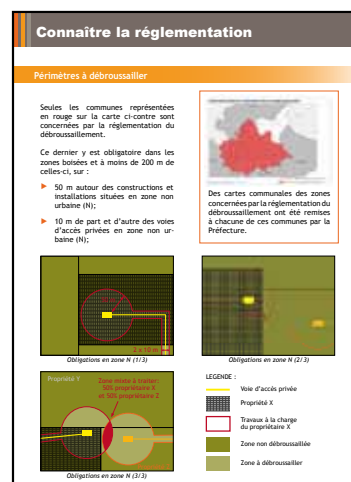 Connaître la réglementation
Périmètres à débroussailler
Seules les communes représentées
en rouge sur la carte ci-contre sont
concernées par la réglementation du
débroussaillement.
Ce dernier y est obligatoire dans les
zones boisées et à moins de 200 m de
celles-ci, sur :
50 m autour des constructions et
installations situées en zone non
urbaine (N);
10 m de part et d'autre des voies
d'accès privées en zone non ur-
baine (N);
Des cartes communales des zones
concernées par la réglementation du
débroussaillement ont été remises
à chacune de ces communes par la
Préfecture.
2 x 10 m
Obligations en zone N (1/3)
Obligations en zone N (2/3)
Propriété Y
Zone mixte à traiter:
50% propriétaire X
et 50% propriétaire Z
Obligations en zone N (3/3)
LEGENDE :
Voie d'accès privée
Propriété X
Travaux à la charge
du propriétaire X
Zone non débroussaillée
Zone à débroussailler